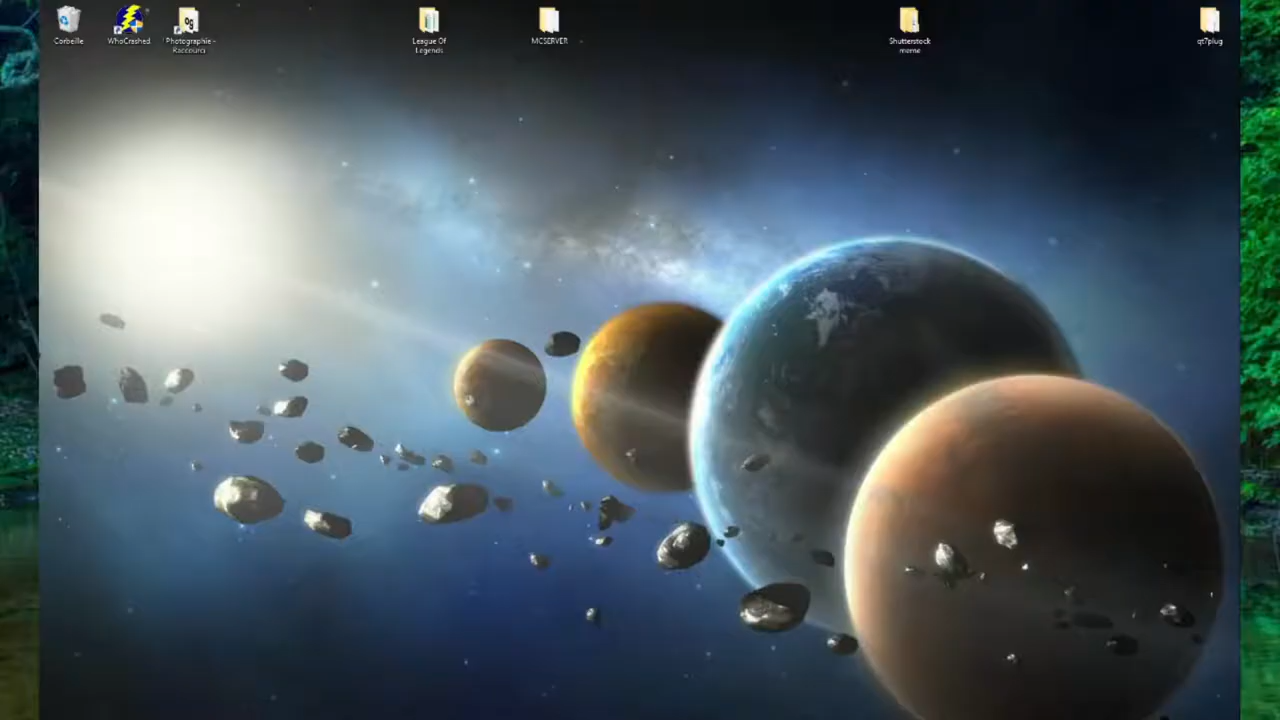 Corbeille
WhoCrashed
Photographie -
Raccourci
League Of
Legends
MCSERVER
Shutterstock
meme
qt7plug